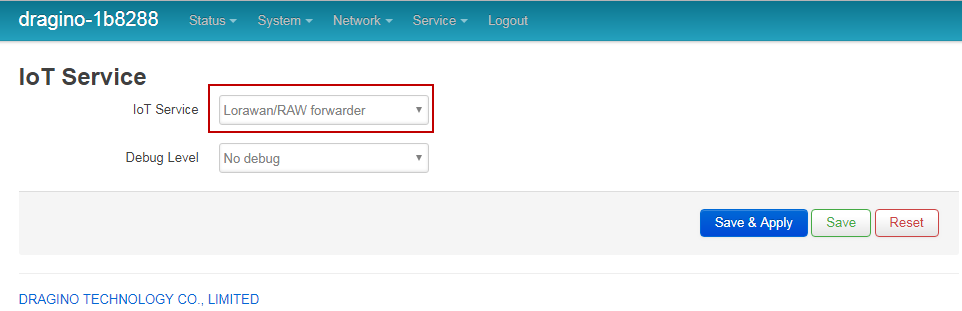 dragino-1b8288 Status System Network Service Logout
IoT Service
IoT Service Lorawan/RAW forwarder
Debug Level No debug
Save & Apply Save Reset
DRAGINO TECHNOLOGY CO., LIMITED